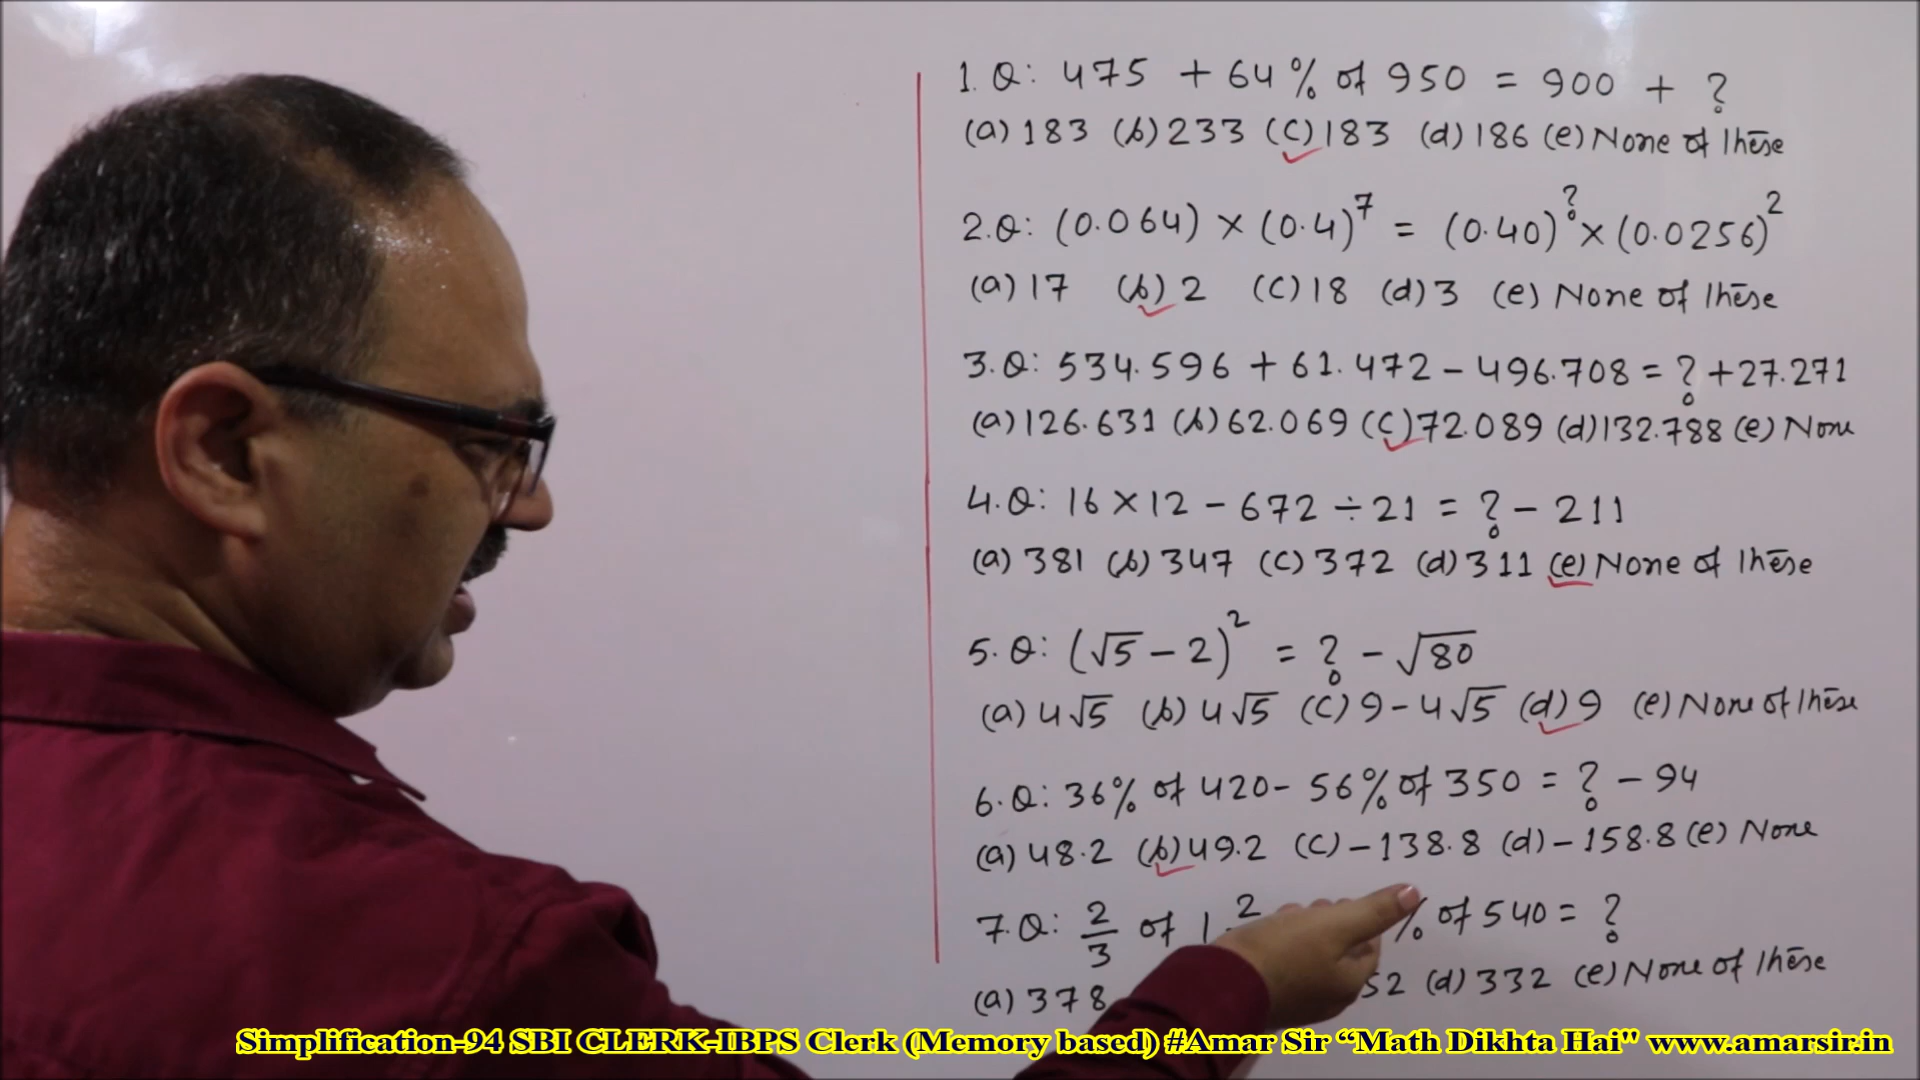 1.Q: 475 + 64% of 950 = 900 + ?
(a) 183 (b) 233 (c) 183 (d) 186 (e) None of these
2.Q: (0.064) × (0.4)^7 = (0.40)^? × (0.0256)^2
(a) 17 (b) 2 (c) 18 (d) 3 (e) None of these
3.Q: 534.596 + 61.472 - 496.708 = ? + 27.271
(a) 126.631 (b) 62.069 (c) 72.089 (d) 132.788 (e) None
4.Q: 16 × 12 - 672 ÷ 21 = ? - 211
(a) 381 (b) 347 (c) 372 (d) 311 (e) None of these
5.Q: (√5 - 2)^2 = ? - √80
(a) 4√5 (b) 4√5 (c) 9-4√5 (d) 9 (e) None of these
6.Q: 36% of 420 - 56% of 350 = ? - 94
(a) 48.2 (b) 49.2 (c) -138.8 (d) -158.8 (e) None
7.Q: 2/3 of 1 2 % of 540 = ?
(a) 378 52 (d) 332 (e) None of these
Simplification-94 SBI CLERK-IBPS Clerk (Memory based) #Amar Sir “Math Dikhta Hai" www.amarsir.in